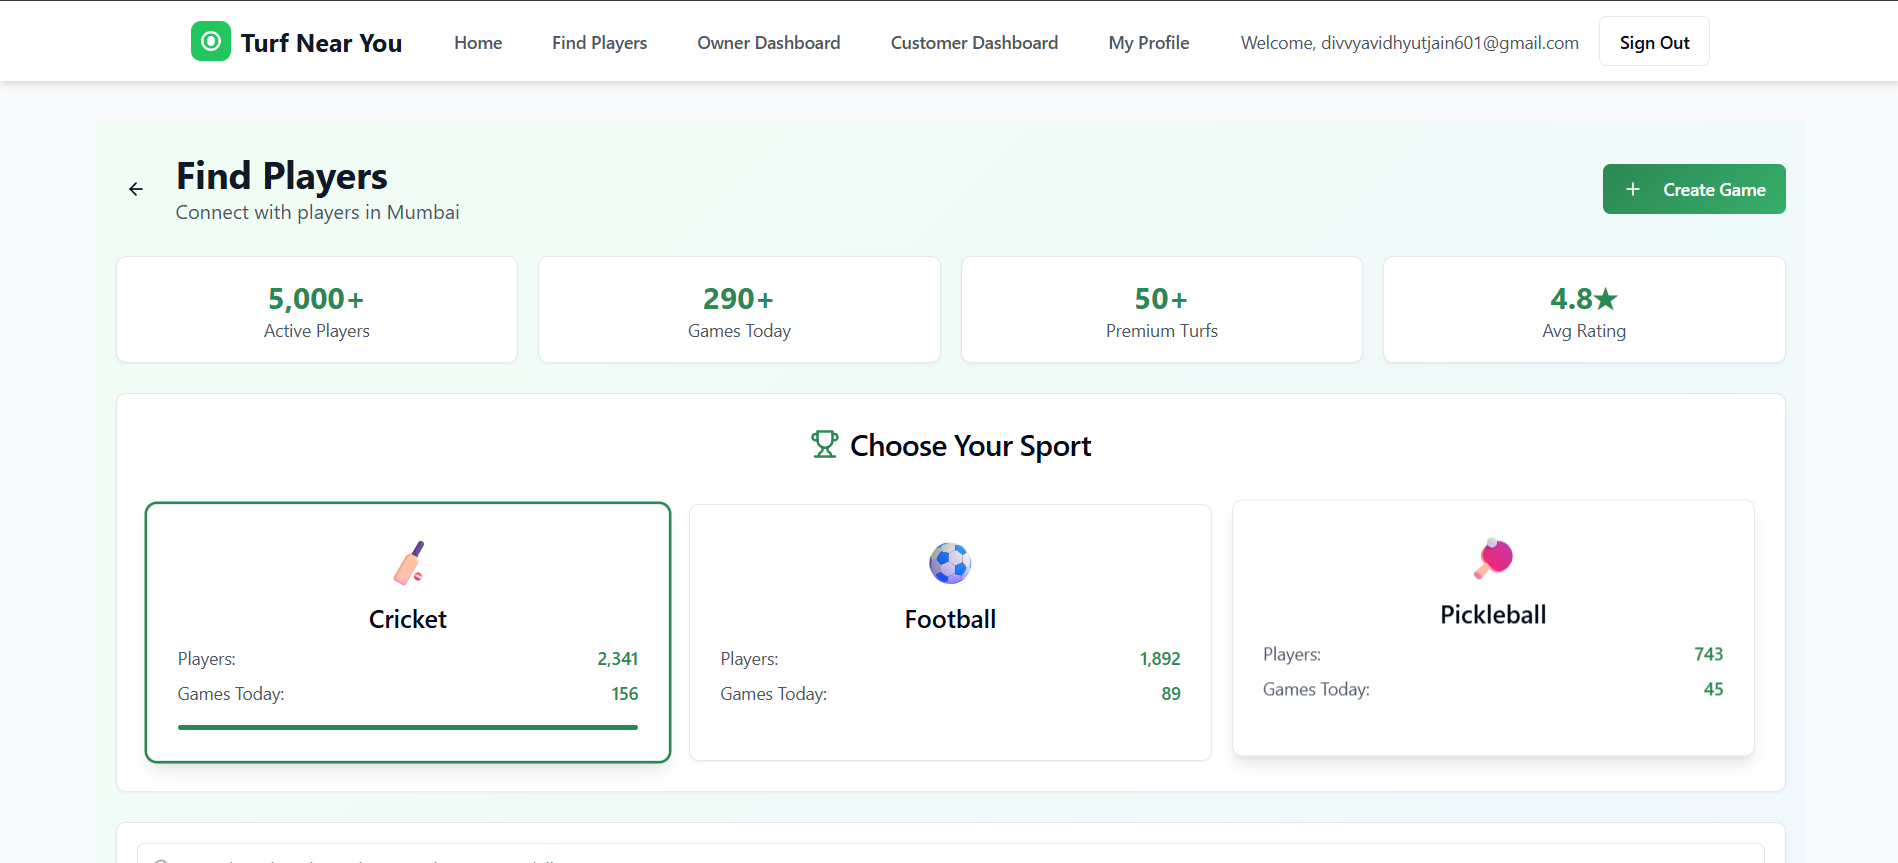 Turf Near You
Home
Find Players
Owner Dashboard
Customer Dashboard
My Profile
Welcome, divvyavidhyutjain601@gmail.com
Sign Out
Find Players
Connect with players in Mumbai
Create Game
5,000+
Active Players
290+
Games Today
50+
Premium Turfs
4.8★
Avg Rating
Choose Your Sport
Cricket
Players: 2,341
Games Today: 156
Football
Players: 1,892
Games Today: 89
Pickleball
Players: 743
Games Today: 45